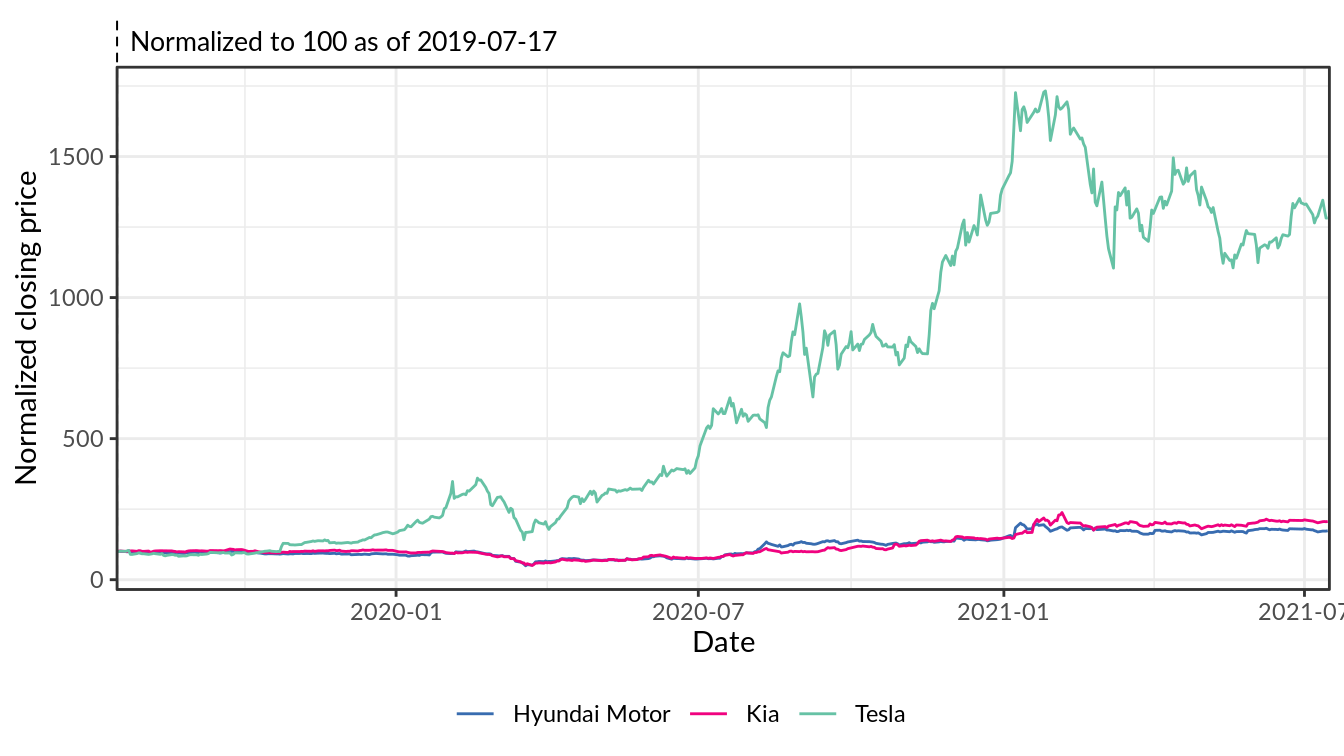 Normalized to 100 as of 2019-07-17
Normalized closing price
1500
1000
500
0
2020-01
2020-07
2021-01
2021-07
Date
Hyundai Motor
Kia
Tesla